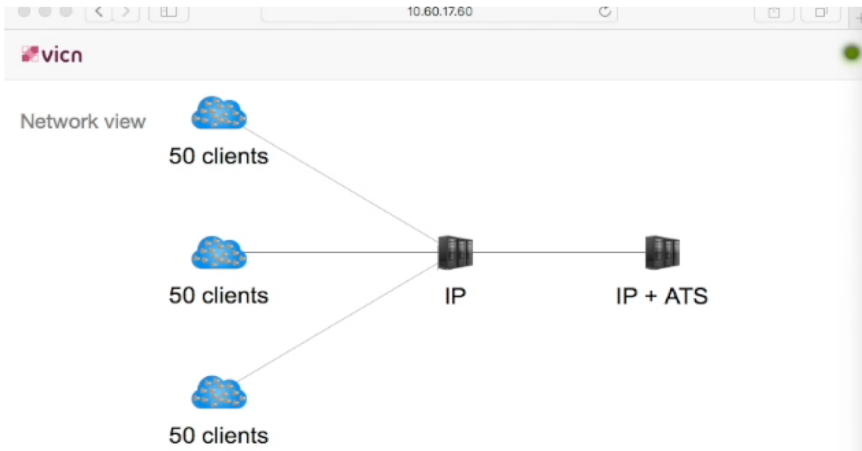 10.60.17.60
vicn
Network view
50 clients
50 clients
IP
IP + ATS
50 clients